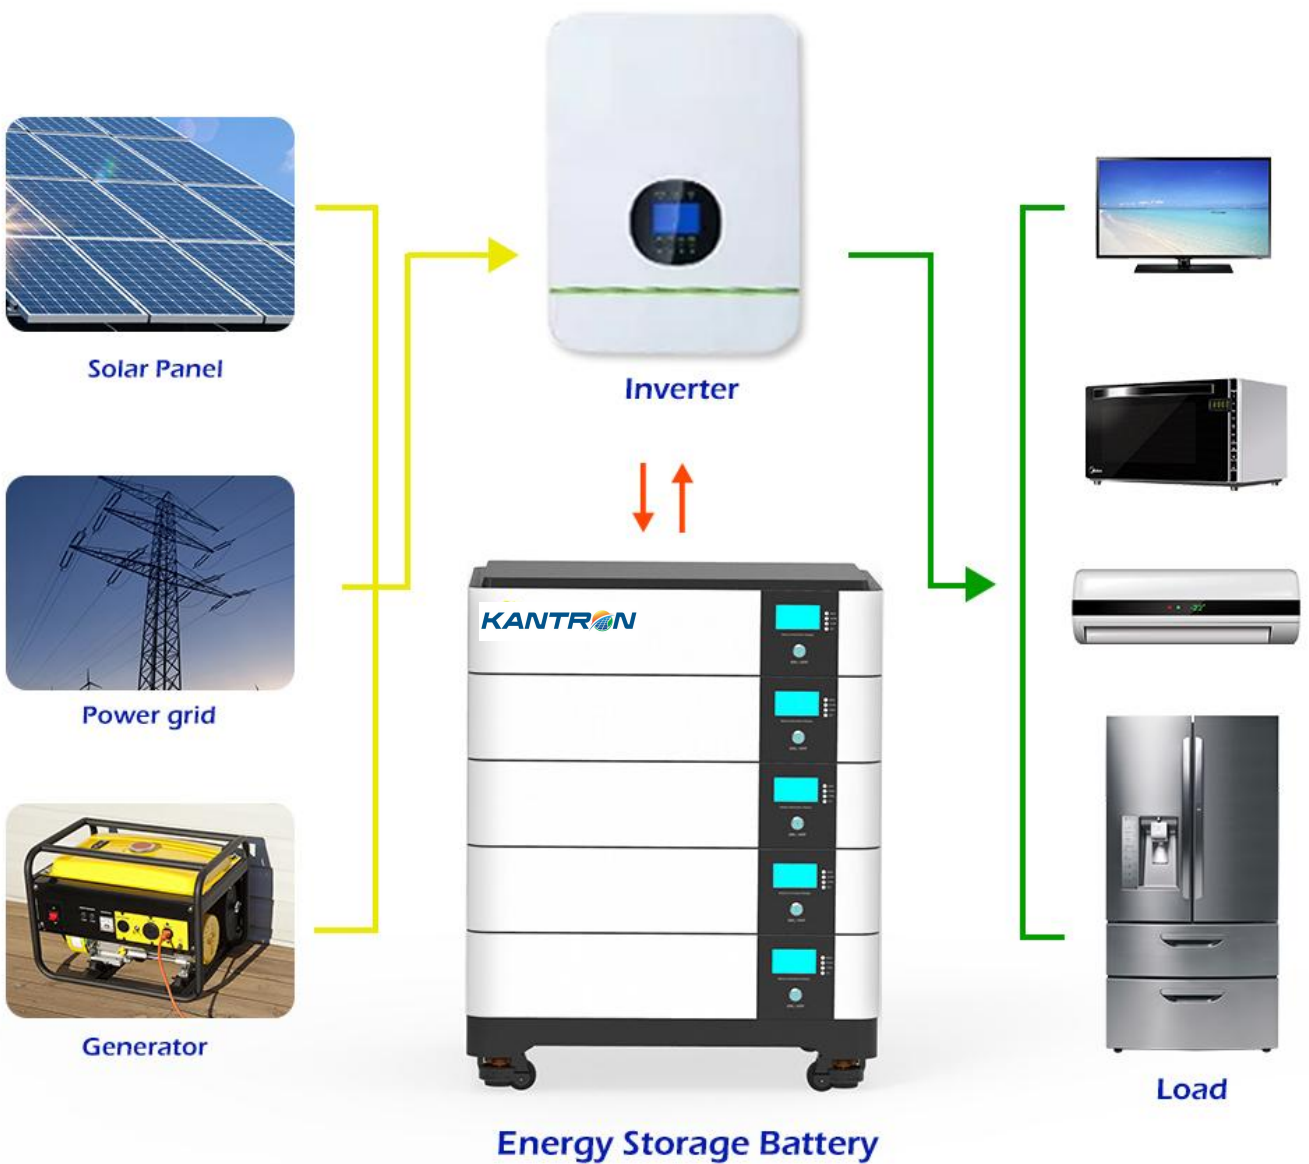 Solar Panel
Inverter
Power grid
KANTRON
Generator
Load
Energy Storage Battery